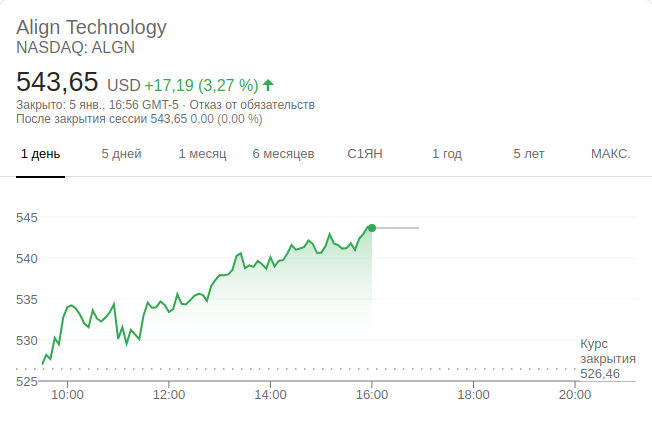 Align Technology
NASDAQ: ALGN
543,65 USD +17,19 (3,27 %)
Закрыто: 5 янв., 16:56 GMT-5 · Отказ от обязательств
После закрытия сессии 543,65 0,00 (0,00 %)
1 день 5 дней 1 месяц 6 месяцев С1ЯН 1 год 5 лет МАКС.
545
540
535
530
Курс
закрытия
526,46
525
10:00 12:00 14:00 16:00 18:00 20:00